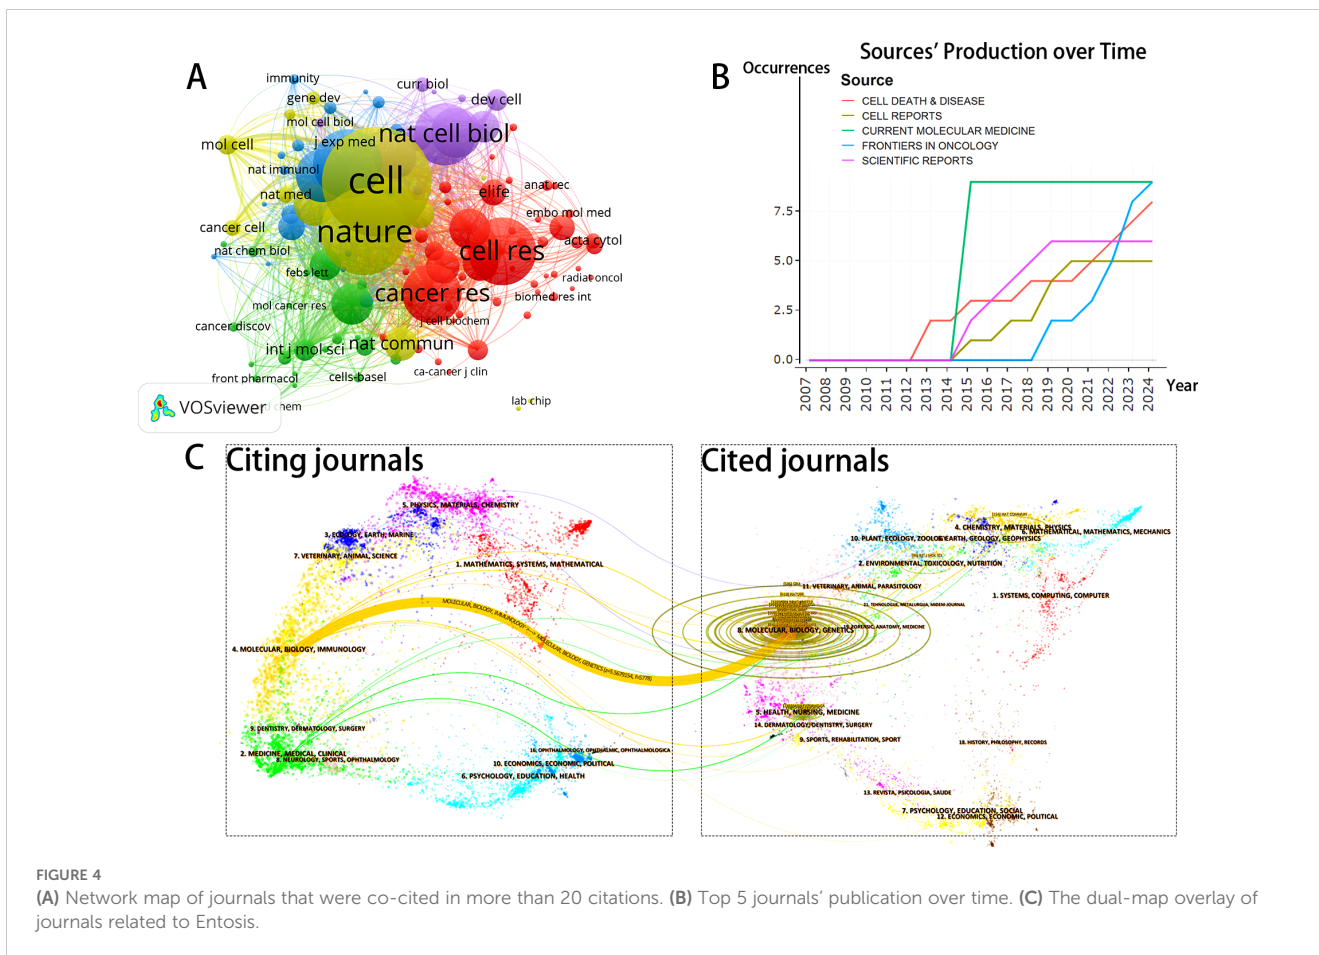 A
immunity
gene dev
mol cell biol
mol cell
j exp med
nat immunol
nat med
cancer cell
nat chem biol
curr biol
dev cell
nat cell biol
cell
nature
elife
anat rec
embo mol med
acta cytol
cell res
radiat oncol
biomed res int
febs lett
cancer res
mol cancer res
j cell biochem
cancer discov
int j mol sci
nat commun
ca-cancer j clin
front pharmacol
cells-basel
lab chip
VOSviewer
chem
B
Sources' Production over Time
Occurrences
Source
CELL DEATH & DISEASE
CELL REPORTS
CURRENT MOLECULAR MEDICINE
FRONTIERS IN ONCOLOGY
SCIENTIFIC REPORTS
7.5
5.0
2.5
0.0
2007
2008
2009
2010
2011
2012
2013
2014
2015
2016
2017
2018
2019
2020
2021
2022
2023
2024
Year
C
Citing journals
5. PHYSICS, MATERIALS, CHEMISTRY
3. ECOLOGY, EARTH, MARINE
7. VETERINARY, ANIMAL, SCIENCE
1. MATHEMATICS, SYSTEMS, MATHEMATICAL
4. MOLECULAR, BIOLOGY, IMMUNOLOGY
9. DENTISTRY, DERMATOLOGY, SURGERY
2. MEDICINE, MEDICAL, CLINICAL
8. NEUROLOGY, SPORTS, OPHTHALMOLOGY
10. ECONOMICS, ECONOMIC, POLITICAL
6. PSYCHOLOGY, EDUCATION, HEALTH
Cited journals
4. CHEMISTRY, MATERIALS, PHYSICS
6. MATHEMATICAL, MATHEMATICS, MECHANICS
10. PLANT, ECOLOGY, ZOOLOGY
EARTH, GEOLOGY, GEOPHYSICS
2. ENVIRONMENTAL, TOXICOLOGY, NUTRITION
11. VETERINARY, ANIMAL, PARASITOLOGY
1. SYSTEMS, COMPUTING, COMPUTER
8. MOLECULAR, BIOLOGY, GENETICS
FORENSIC, ANATOMY, MEDICINE
5. HEALTH, NURSING, MEDICINE
14. DERMATOLOGY, DENTISTRY, SURGERY
9. SPORTS, REHABILITATION, SPORT
18. HISTORY, PHILOSOPHY, RECORDS
13. REVISTA, PSICOLOGIA, SAUDE
7. PSYCHOLOGY, EDUCATION, SOCIAL
12. ECONOMICS, ECONOMIC, POLITICAL
FIGURE 4
(A) Network map of journals that were co-cited in more than 20 citations. (B) Top 5 journals' publication over time. (C) The dual-map overlay of
journals related to Entosis.